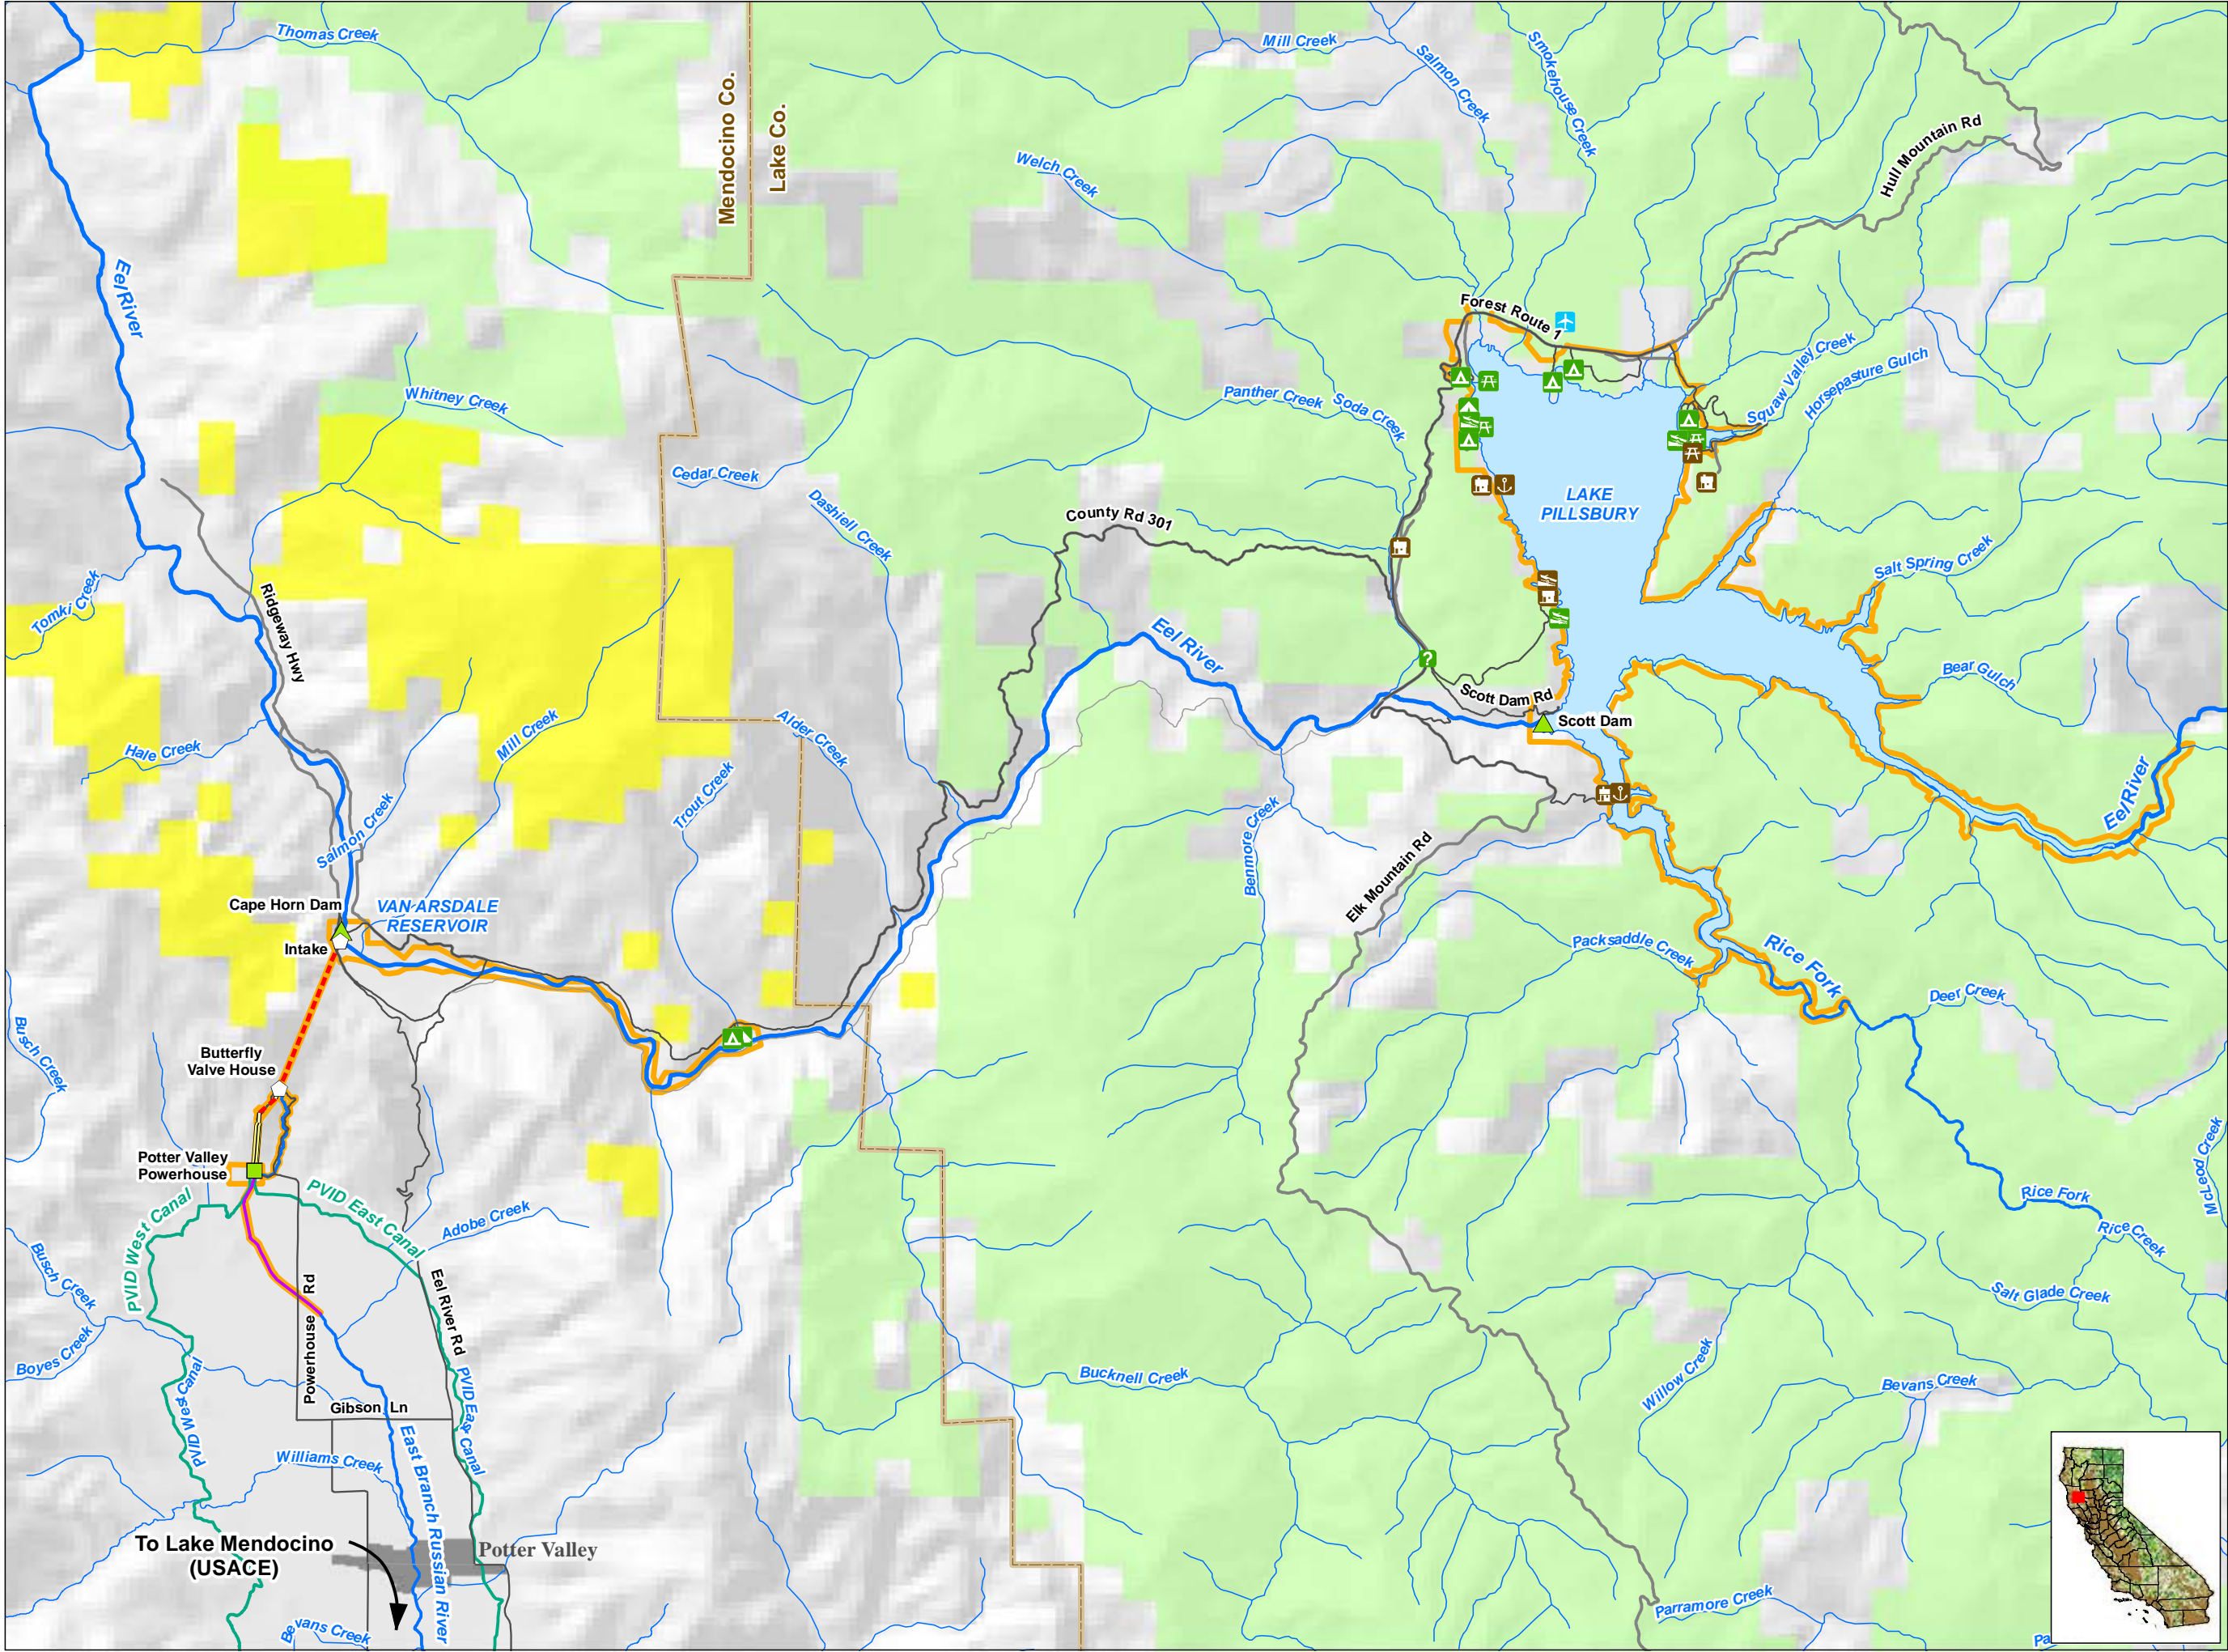 Thomas Creek
Mill Creek
Salmon Creek
Smokehouse Creek
Mendocino Co.
Lake Co.
Welch Creek
Hull Mountain Rd
Eel River
Forest Route 1
Whitney Creek
Panther Creek
Soda Creek
Squaw Valley Creek
Horsepasture Gulch
Cedar Creek
Dashiell Creek
County Rd 301
LAKE
PILLSBURY
Salt Spring Creek
Tomki Creek
Ridgeway Hwy
Eel River
?
Bear Gulch
Scott Dam Rd
Scott Dam
Hale Creek
Mill Creek
Alder Creek
Trout Creek
Eel River
Salmon Creek
Benmore Creek
Elk Mountain Rd
Cape Horn Dam
VAN ARSDALE
RESERVOIR
Intake
Packsaddle Creek
Rice Fork
Deer Creek
Busch Creek
Butterfly
Valve House
Potter Valley
Powerhouse
PVID West Canal
PVID East Canal
Adobe Creek
McLeod Creek
Rice Fork
Rice Creek
Busch Creek
Powerhouse Rd
Eel River Rd
Salt Glade Creek
Boyes Creek
PVID West Canal
PVID East Canal
Bucknell Creek
Willow Creek
Bevans Creek
Gibson Ln
Williams Creek
East Branch Russian River
To Lake Mendocino
(USACE)
Potter Valley
Bevans Creek
Parramore Creek
Pa